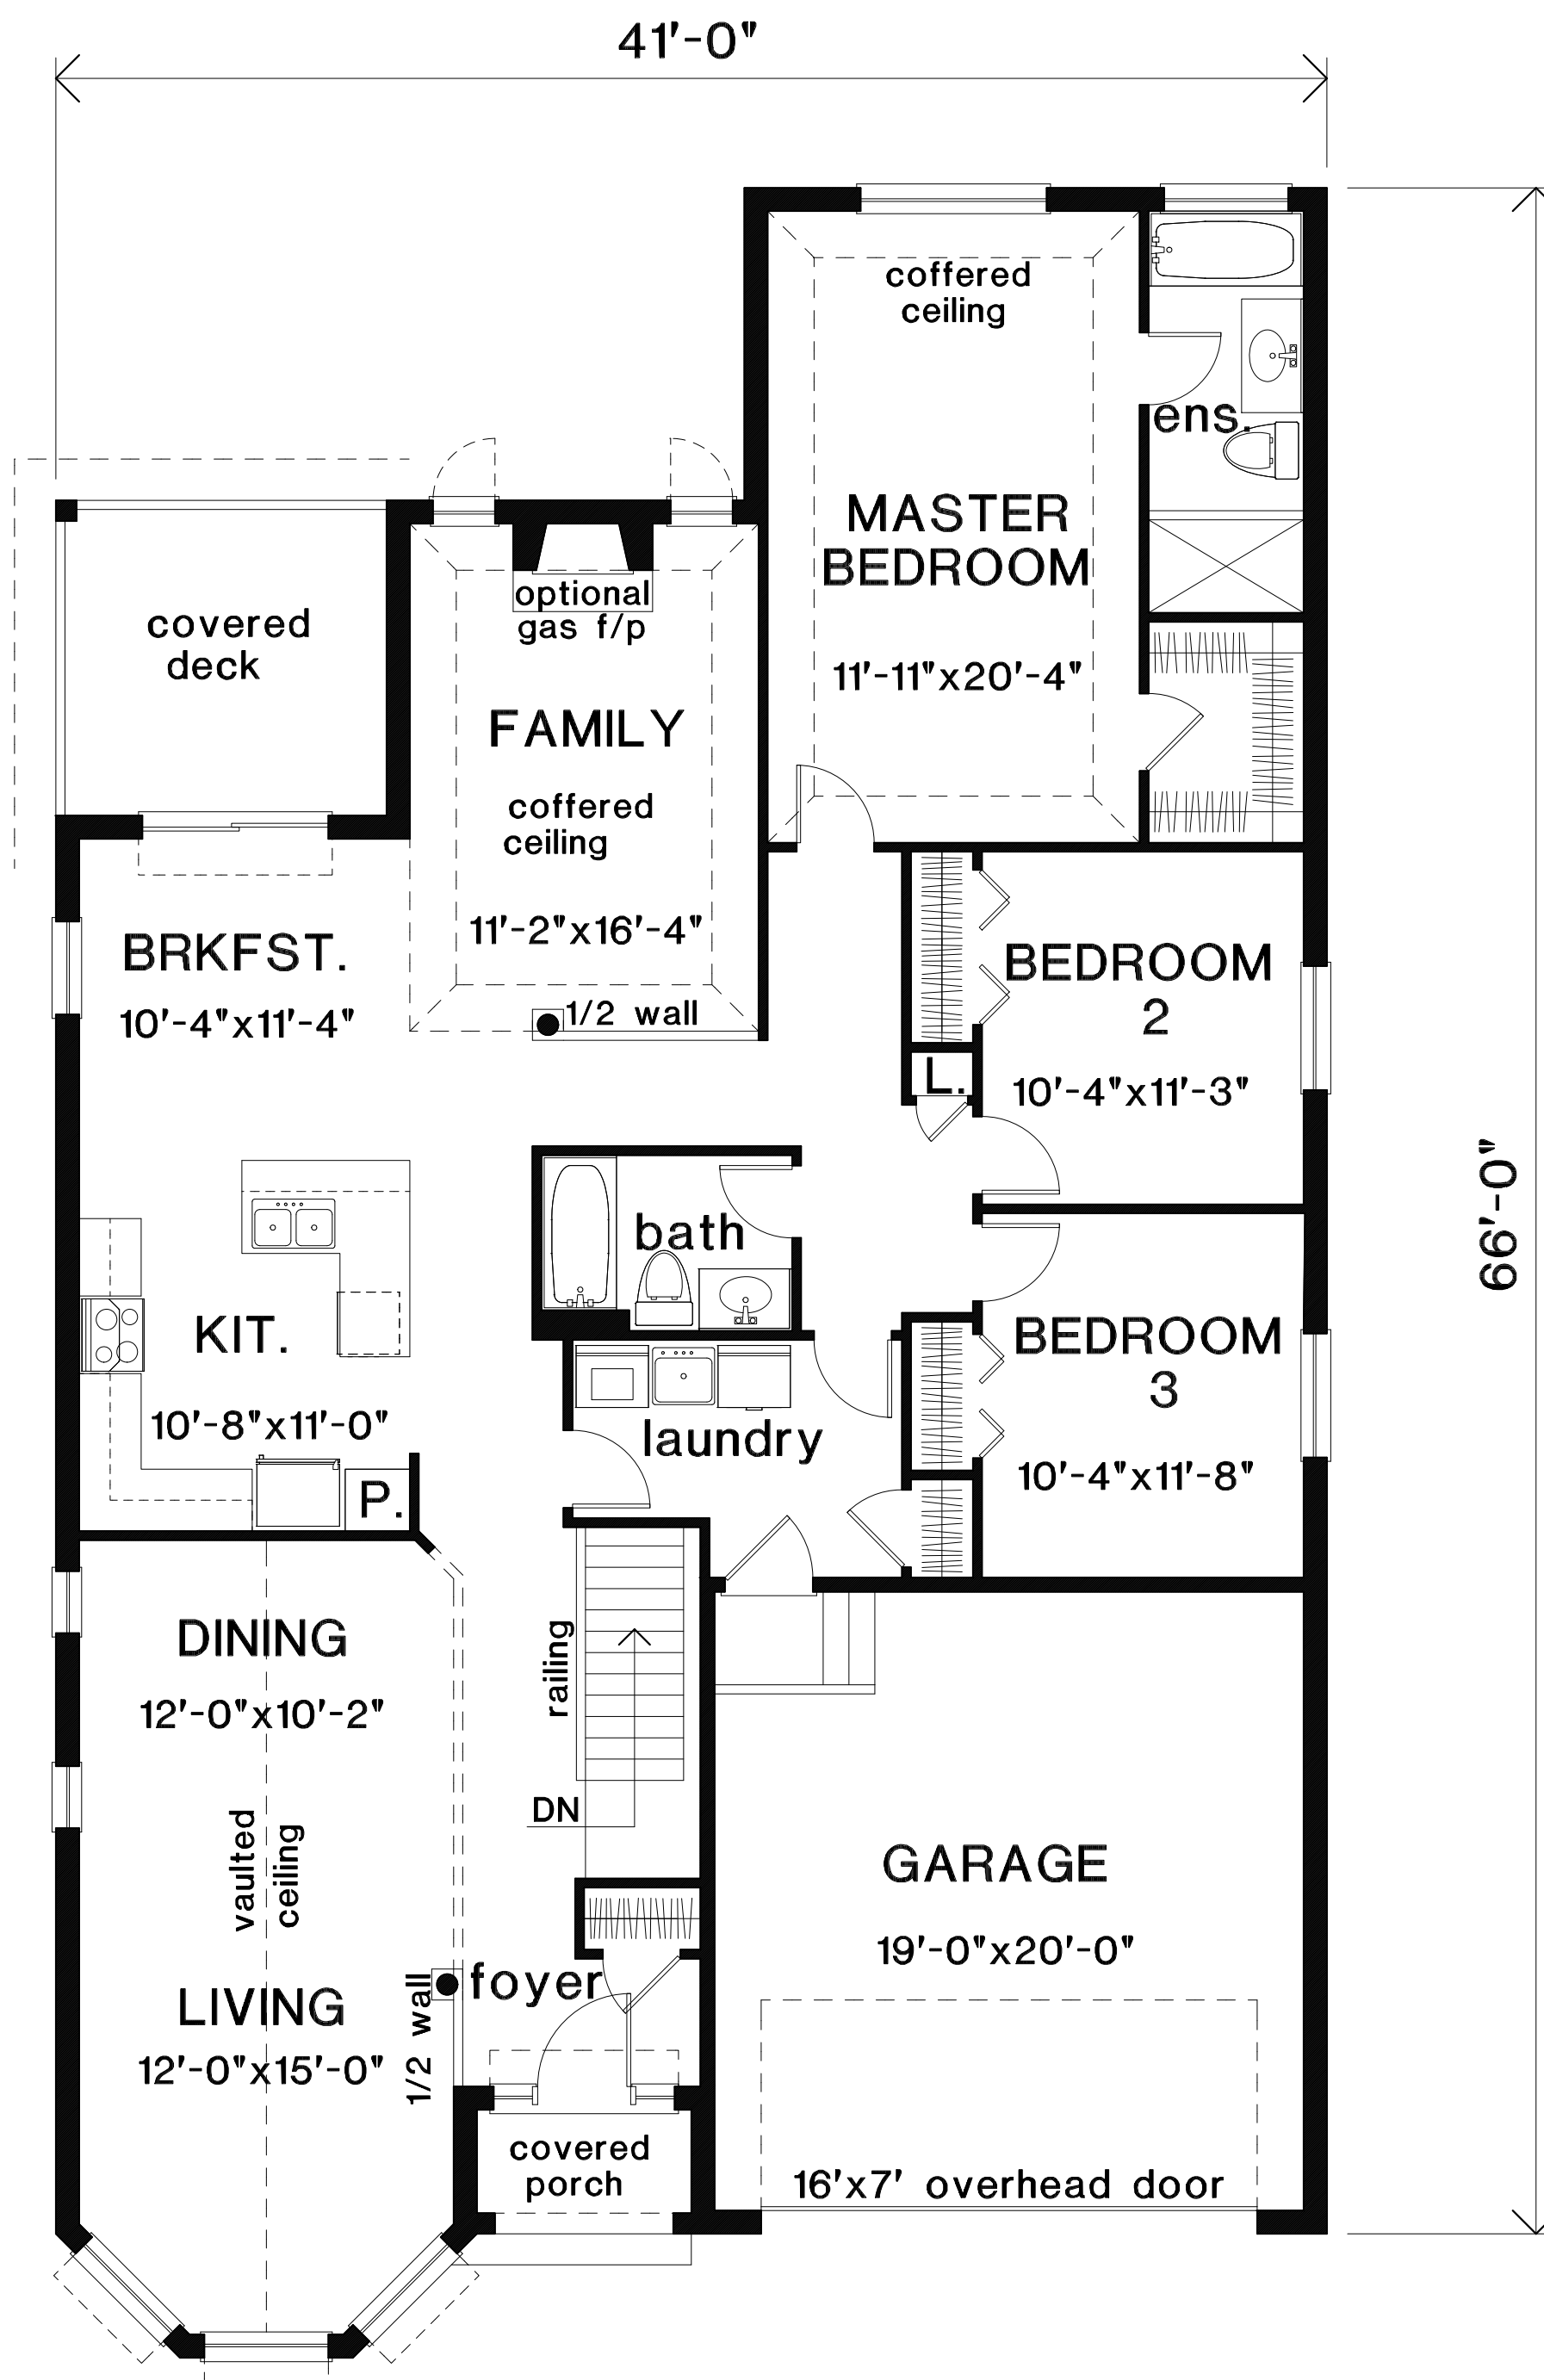 41'-0"
coffered
ceiling
ens.
MASTER
BEDROOM
11'-11"x20'-4"
covered
deck
optional
gas f/p
FAMILY
coffered
ceiling
11'-2"x16'-4"
1/2 wall
BRKFST.
10'-4"x11'-4"
BEDROOM
2
10'-4"x11'-3"
L.
66'-0"
bath
KIT.
10'-8"x11'-0"
P.
laundry
BEDROOM
3
10'-4"x11'-8"
DINING
12'-0"x10'-2"
railing
DN
vaulted
ceiling
GARAGE
19'-0"x20'-0"
foyer
LIVING
12'-0"x15'-0"
1/2 wall
covered
porch
16'x7' overhead door